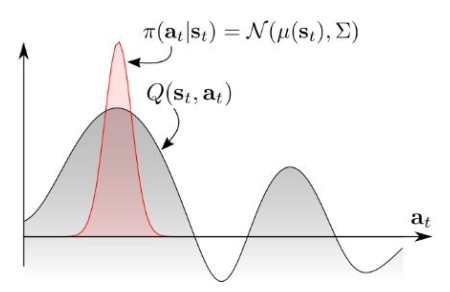 π(a_t|s_t) = 𝒩(μ(s_t), Σ)
Q(s_t, a_t)
a_t